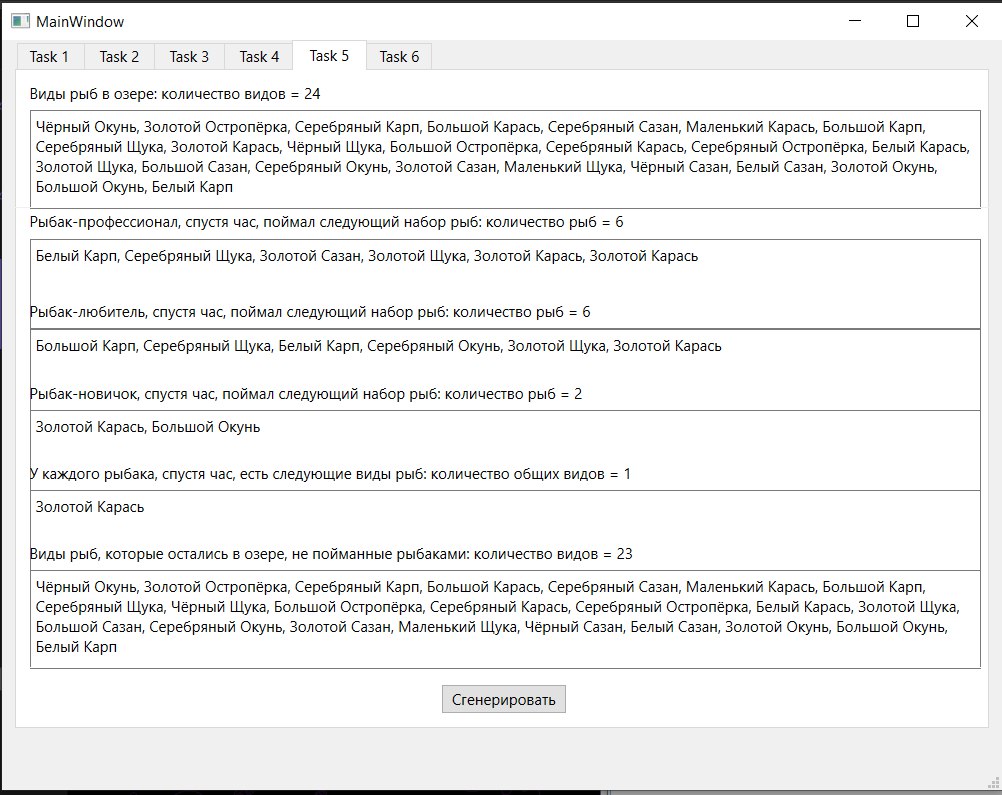 MainWindow
Task 1 Task 2 Task 3 Task 4 Task 5 Task 6
Виды рыб в озере: количество видов = 24
Чёрный Окунь, Золотой Остропёрка, Серебряный Карп, Большой Карась, Серебряный Сазан, Маленький Карась, Большой Карп,
Серебряный Щука, Золотой Карась, Чёрный Щука, Большой Остропёрка, Серебряный Карась, Серебряный Остропёрка, Белый Карась,
Золотой Щука, Большой Сазан, Серебряный Окунь, Золотой Сазан, Маленький Щука, Чёрный Сазан, Белый Сазан, Золотой Окунь,
Большой Окунь, Белый Карп
Рыбак-профессионал, спустя час, поймал следующий набор рыб: количество рыб = 6
Белый Карп, Серебряный Щука, Золотой Сазан, Золотой Щука, Золотой Карась, Золотой Карась
Рыбак-любитель, спустя час, поймал следующий набор рыб: количество рыб = 6
Большой Карп, Серебряный Щука, Белый Карп, Серебряный Окунь, Золотой Щука, Золотой Карась
Рыбак-новичок, спустя час, поймал следующий набор рыб: количество рыб = 2
Золотой Карась, Большой Окунь
У каждого рыбака, спустя час, есть следующие виды рыб: количество общих видов = 1
Золотой Карась
Виды рыб, которые остались в озере, не пойманные рыбаками: количество видов = 23
Чёрный Окунь, Золотой Остропёрка, Серебряный Карп, Большой Карась, Серебряный Сазан, Маленький Карась, Большой Карп,
Серебряный Щука, Чёрный Щука, Большой Остропёрка, Серебряный Карась, Серебряный Остропёрка, Белый Карась, Золотой Щука,
Большой Сазан, Серебряный Окунь, Золотой Сазан, Маленький Щука, Чёрный Сазан, Белый Сазан, Золотой Окунь, Большой Окунь,
Белый Карп
Сгенерировать